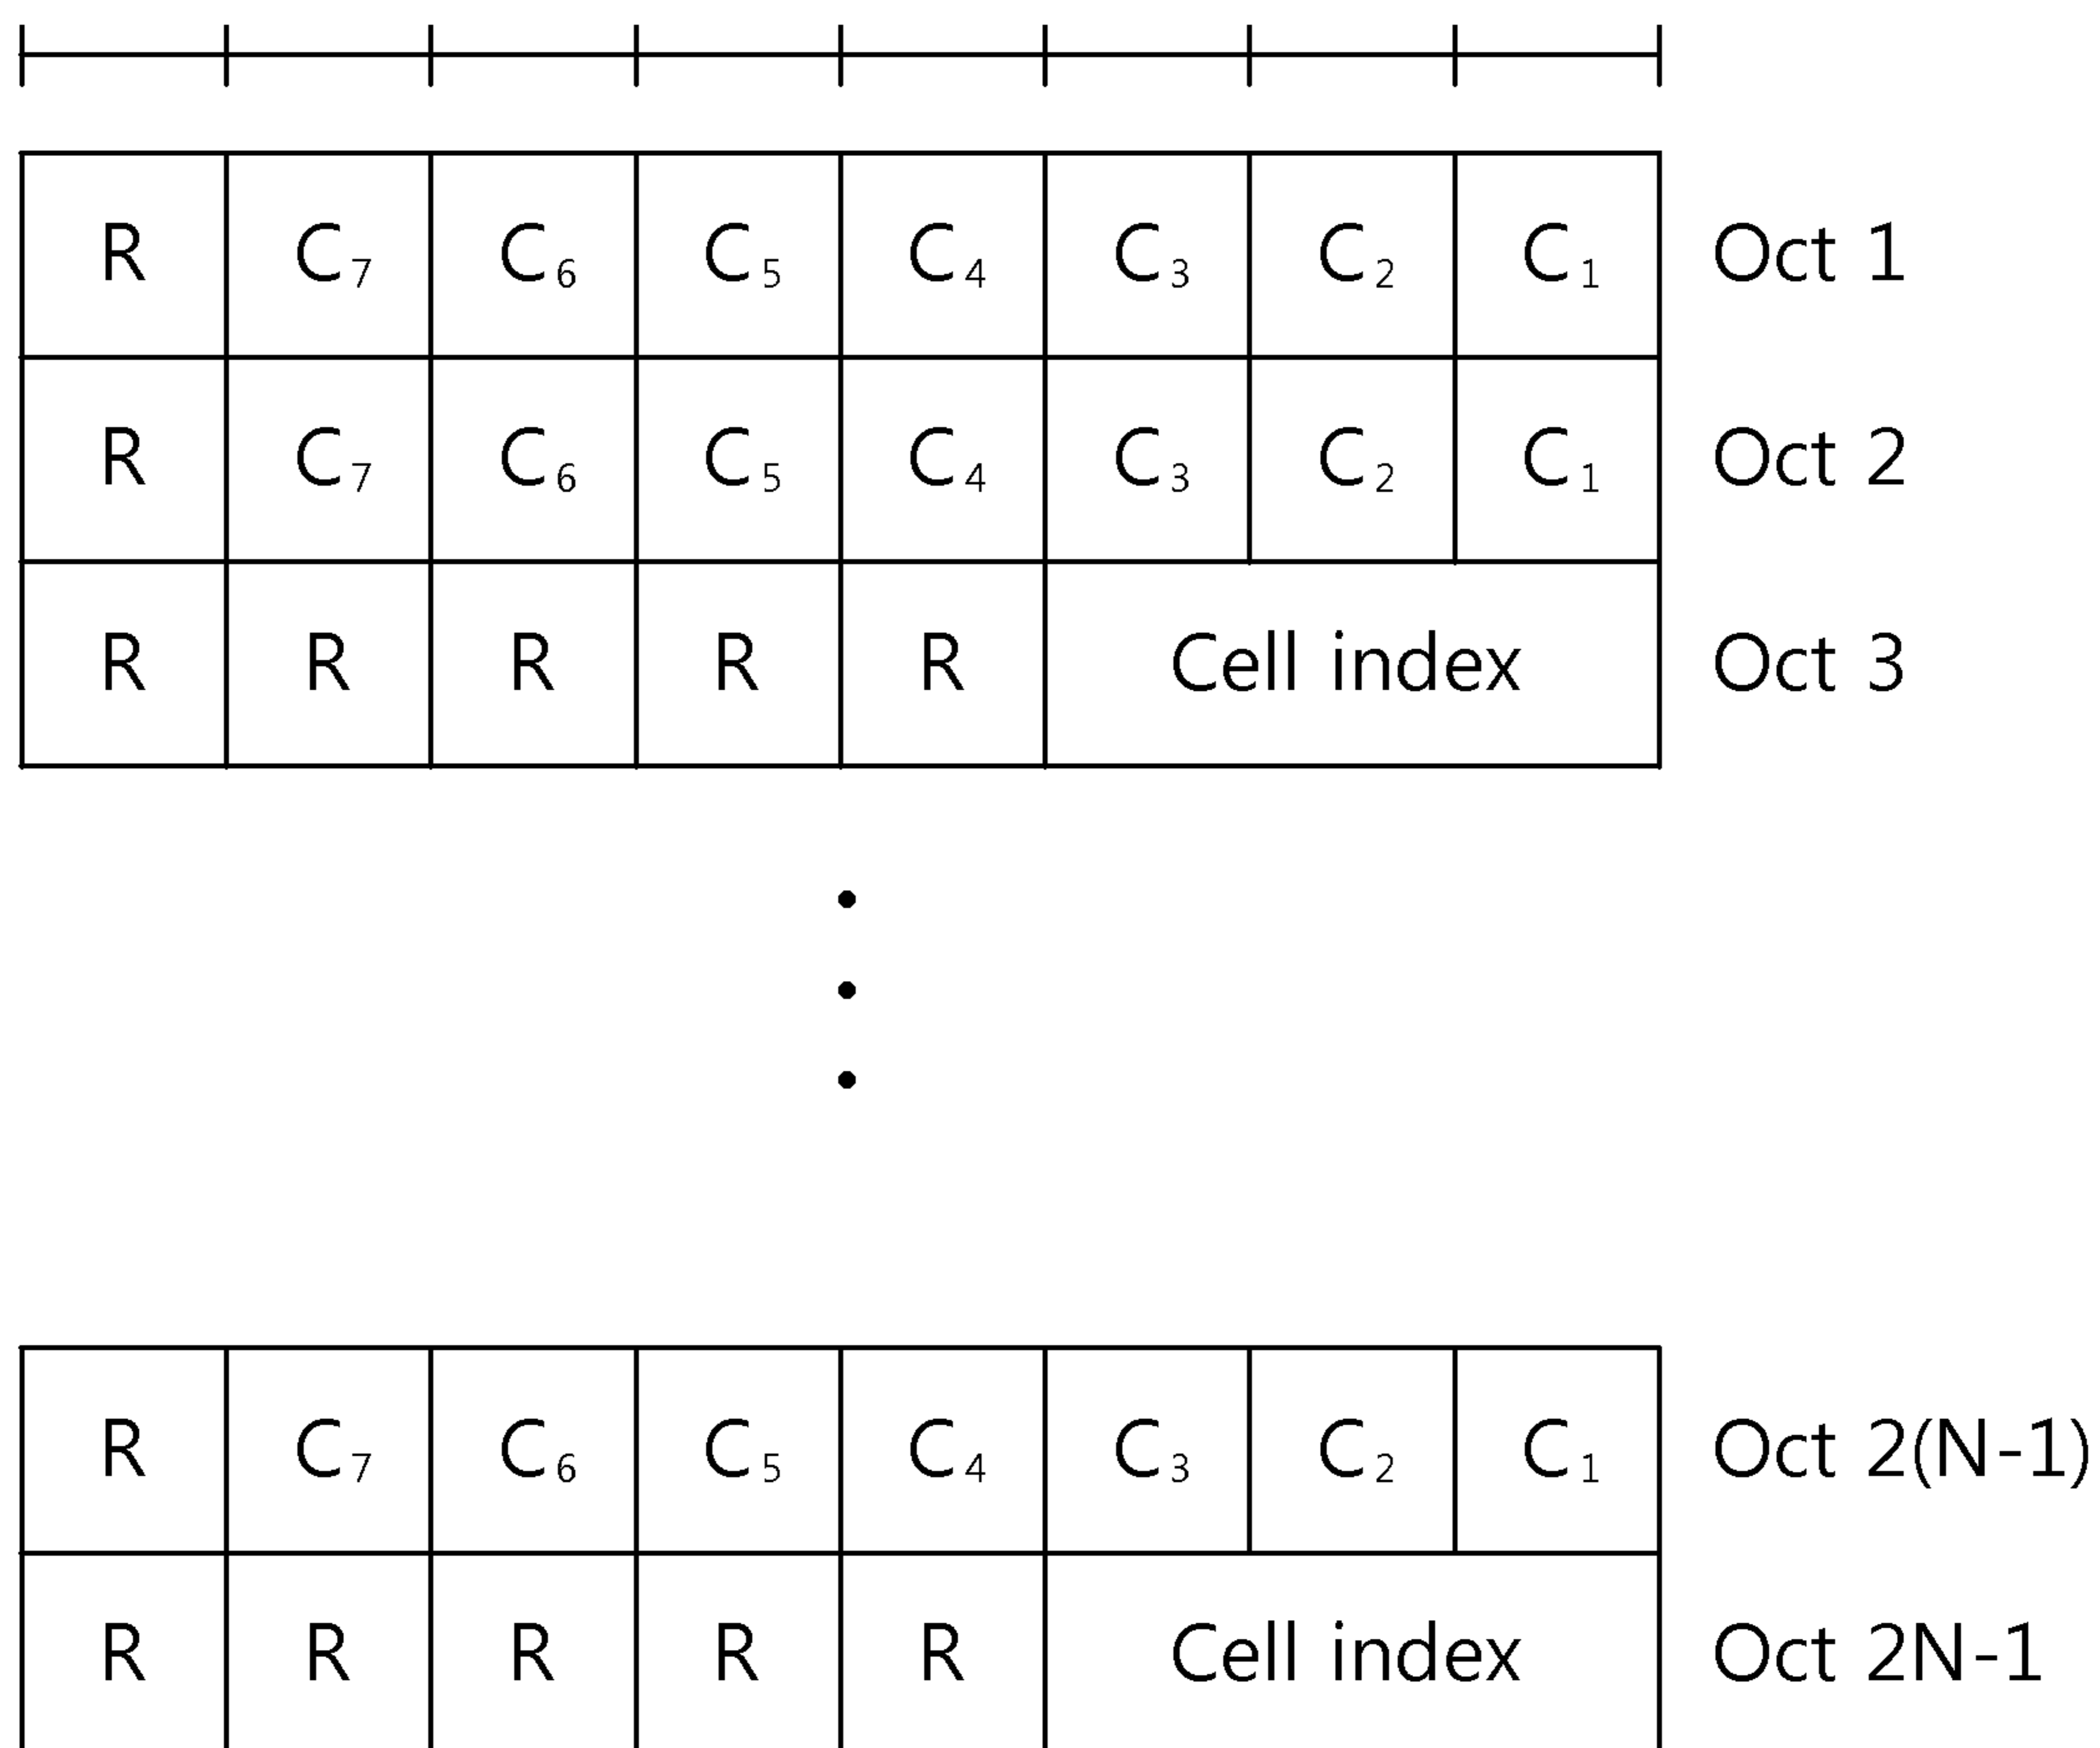 R C₇ C₆ C₅ C₄ C₃ C₂ C₁ Oct 1
R C₇ C₆ C₅ C₄ C₃ C₂ C₁ Oct 2
R R R R R Cell index Oct 3
R C₇ C₆ C₅ C₄ C₃ C₂ C₁ Oct 2(N-1)
R R R R R Cell index Oct 2N-1